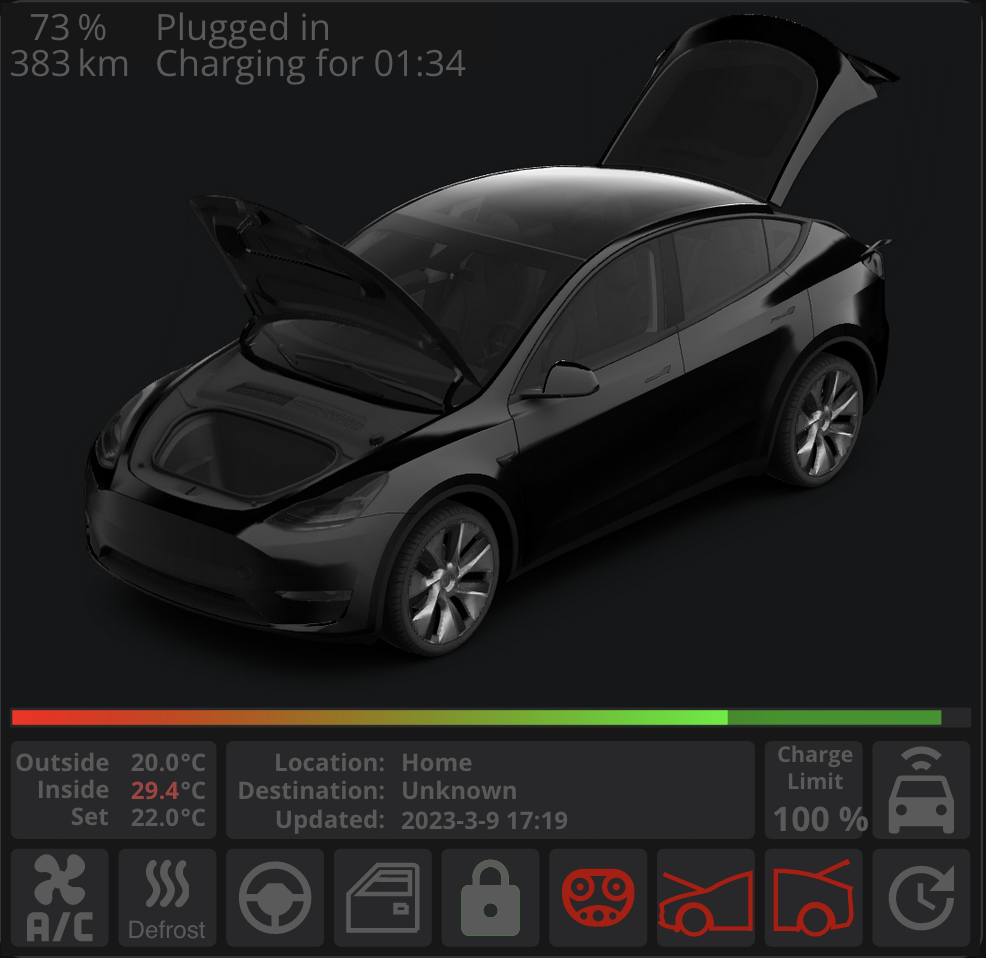 73 % Plugged in
383 km Charging for 01:34
Outside 20.0°C
Inside 29.4°C
Set 22.0°C
Location: Home
Destination: Unknown
Updated: 2023-3-9 17:19
Charge
Limit
100 %
A/C
Defrost